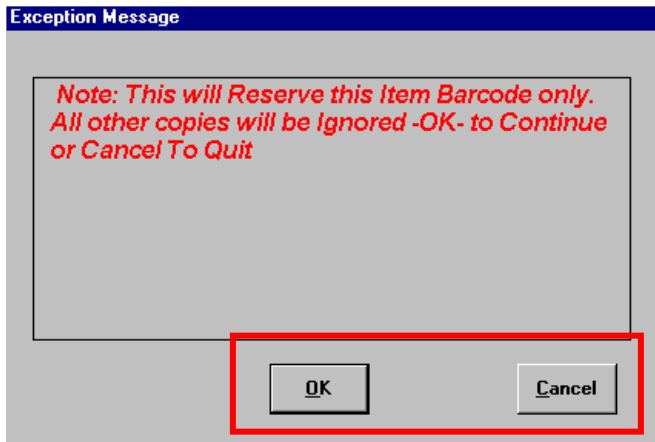 Exception Message
Note: This will Reserve this Item Barcode only.
All other copies will be Ignored -OK- to Continue
or Cancel To Quit
OK
Cancel